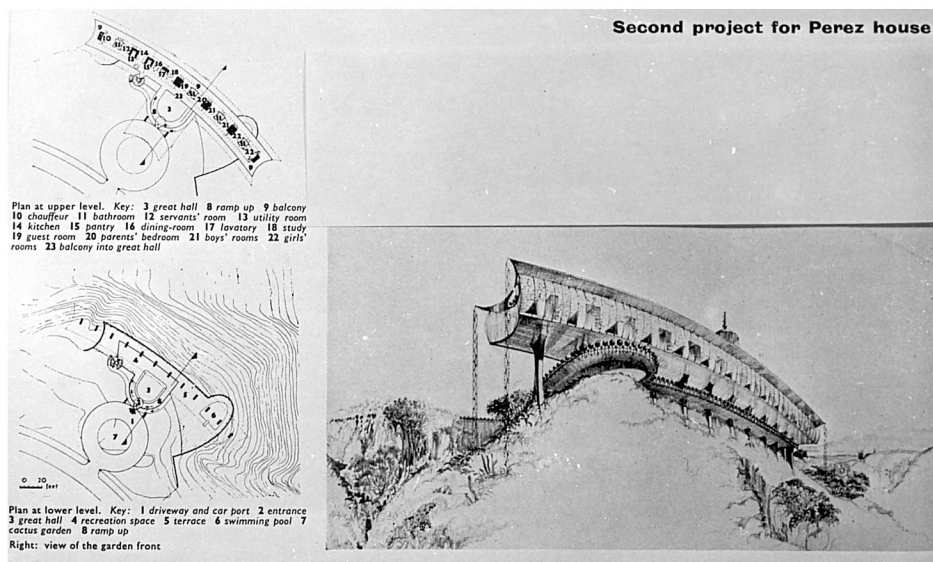 Second project for Perez house
Plan at upper level. Key: 3 great hall 8 ramp up 9 balcony
10 chauffeur 11 bathroom 12 servants' room 13 utility room
14 kitchen 15 pantry 16 dining-room 17 lavatory 18 study
19 guest room 20 parents' bedroom 21 boys' rooms 22 girls'
rooms 23 balcony into great hall
0 20
feet
Plan at lower level. Key: 1 driveway and car port 2 entrance
3 great hall 4 recreation space 5 terrace 6 swimming pool 7
cactus garden 8 ramp up
Right: view of the garden front